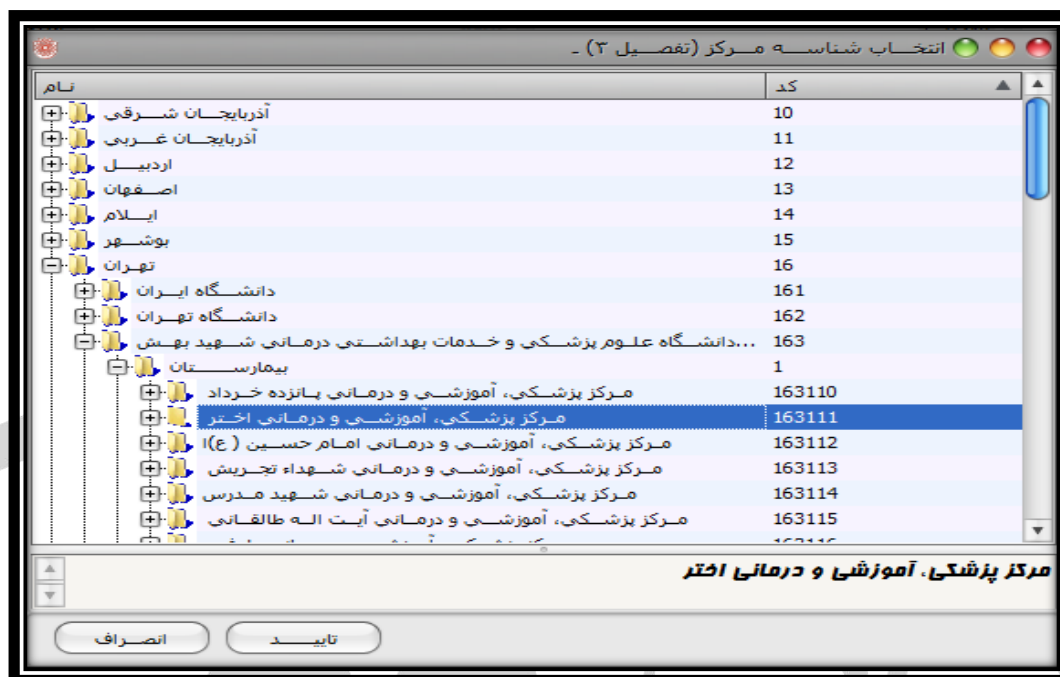 انتخاب شناسه مرکز (تفصیل ۳) -
نام کد
آذربایجان شرقی 10
آذربایجان غربی 11
اردبیل 12
اصفهان 13
ایلام 14
بوشهر 15
تهران 16
دانشگاه ایران 161
دانشگاه تهران 162
دانشگاه علوم پزشکی و خدمات بهداشتی درمانی شهید بهش... 163
بیمارستان 1
مرکز پزشکی، آموزشی و درمانی پانزده خرداد 163110
مرکز پزشکی، آموزشی و درمانی اختر 163111
مرکز پزشکی، آموزشی و درمانی امام حسین ( ع)ا 163112
مرکز پزشکی، آموزشی و درمانی شهداء تجریش 163113
مرکز پزشکی، آموزشی و درمانی شهید مدرس 163114
مرکز پزشکی، آموزشی و درمانی آیت اله طالقانی 163115
مرکز پزشکی، آموزشی و درمانی اختر
تایید
انصراف